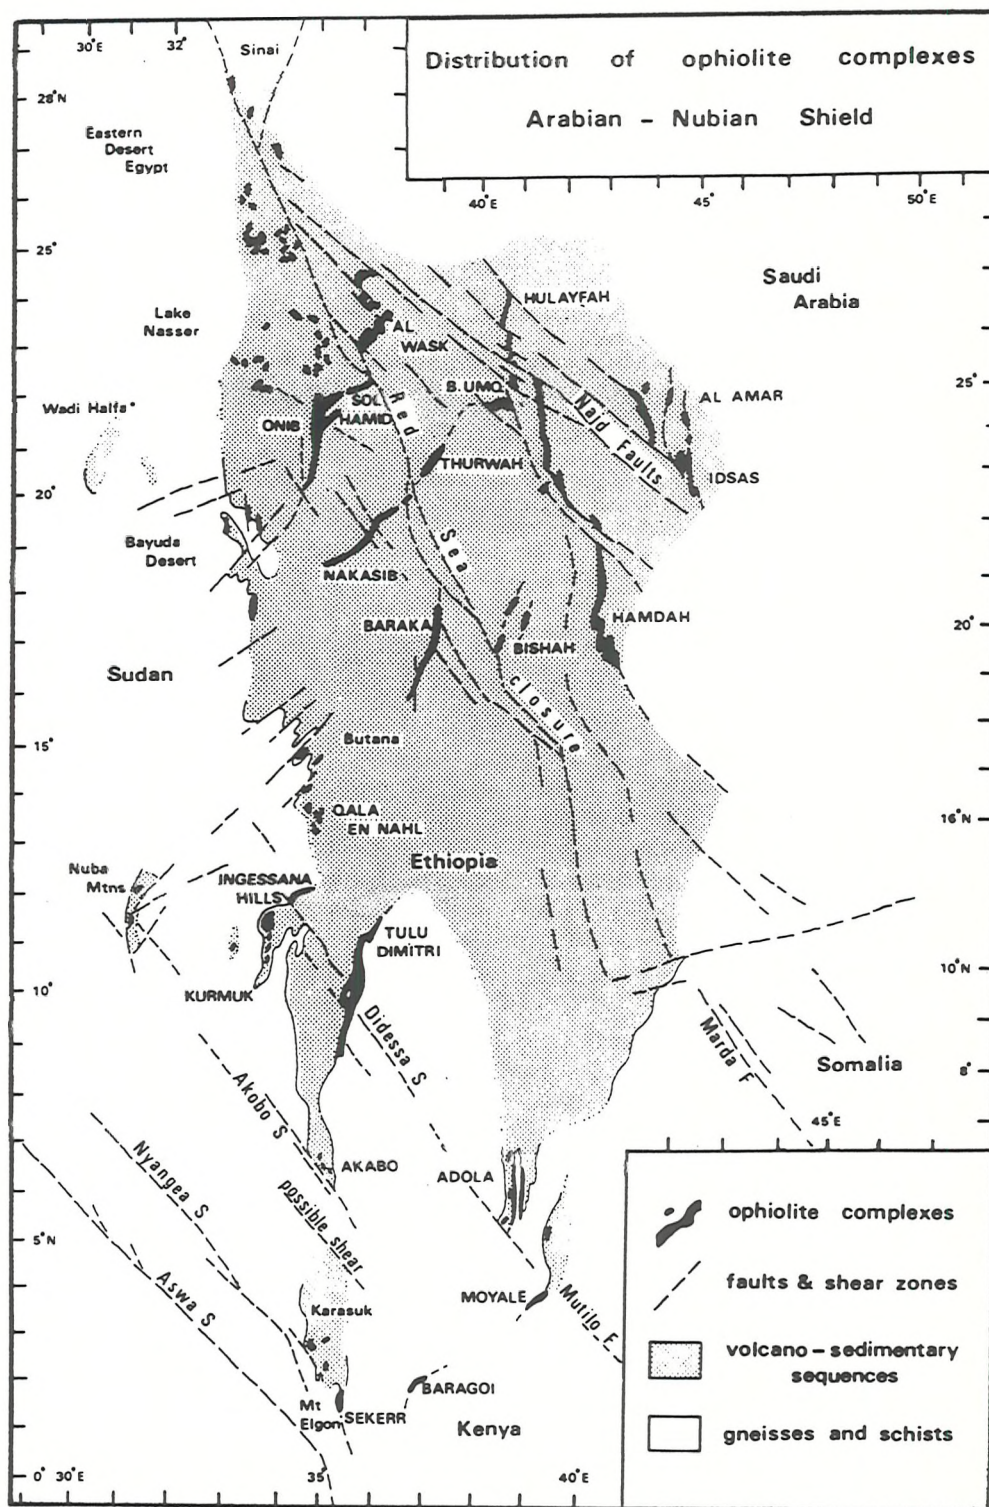 Distribution of ophiolite complexes
Arabian - Nubian Shield
30°E
32°
Sinai
28°N
Eastern
Desert
Egypt
40°E
45°
50°E
25°
Saudi
Arabia
HULAYFAH
Lake
Nasser
AL
WASK
B.UMQ
25°
AL AMAR
Wadi Halfa
SOL
HAMID
ONIB
Red
Sea
closure
Najd Faults
THURWAH
IDSAS
20°
Bayuda
Desert
NAKASIB
BARAKA
BISHAH
HAMDAH
20°
Sudan
15°
Butana
QALA
EN NAHL
16°N
Ethiopia
Nuba
Mtns
INGESSANA
HILLS
TULU
DIMITRI
KURMUK
10°
10°N
Didessa S
Marda F
Somalia
8°
45°E
Akobo S
possible shear
Nyangea S
Aswa S
AKABO
ADOLA
5°N
MOYALE
Mutilo F
Karasuk
Mt
Elgon
SEKERR
BARAGOI
Kenya
0°
30°E
35°
40°E
ophiolite complexes
faults & shear zones
volcano-sedimentary
sequences
gneisses and schists